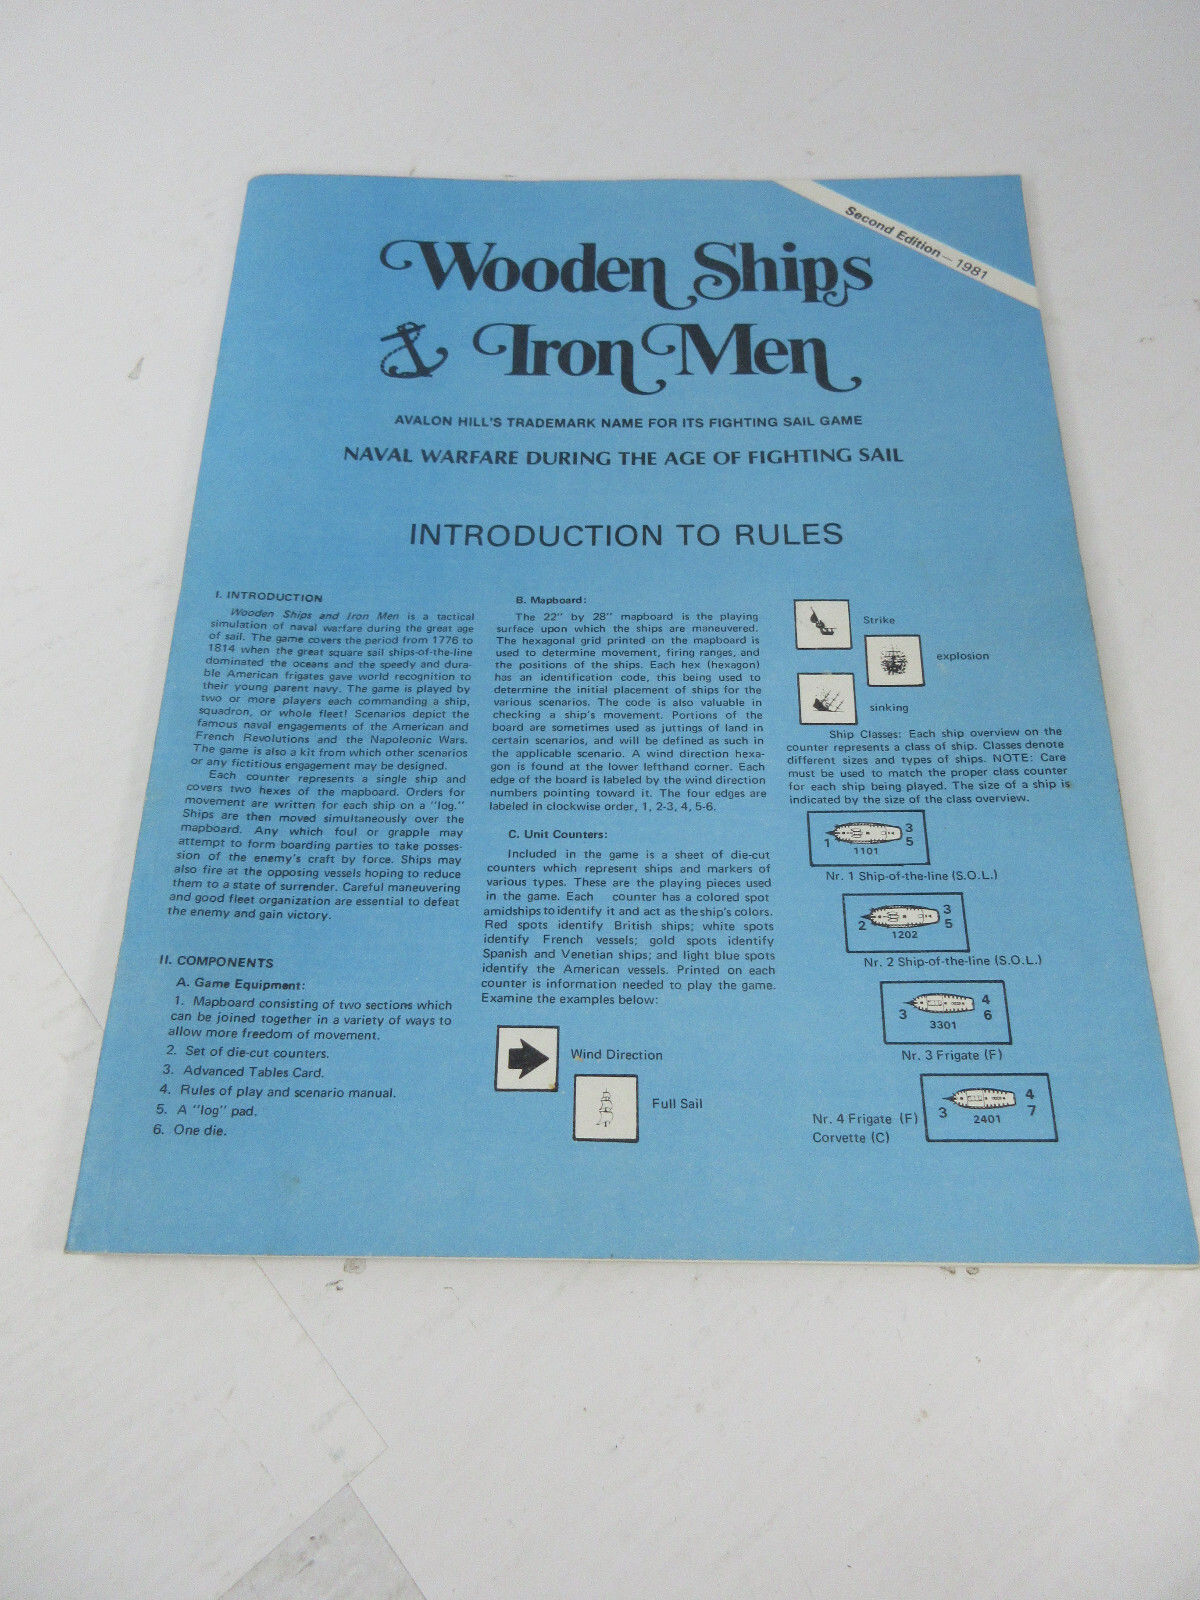 Second Edition — 1981
Wooden Ships
& Iron Men
AVALON HILL'S TRADEMARK NAME FOR ITS FIGHTING SAIL GAME
NAVAL WARFARE DURING THE AGE OF FIGHTING SAIL
INTRODUCTION TO RULES
I. INTRODUCTION
Wooden Ships and Iron Men is a tactical
simulation of naval warfare during the great age
of sail. The game covers the period from 1776 to
1814 when the great square sail ships-of-the-line
dominated the oceans and the speedy and dura-
ble American frigates gave world recognition to
their young parent navy. The game is played by
two or more players each commanding a ship,
squadron, or whole fleet! Scenarios depict the
famous naval engagements of the American and
French Revolutions and the Napoleonic Wars.
The game is also a kit from which other scenarios
or any fictitious engagement may be designed.
Each counter represents a single ship and
covers two hexes of the mapboard. Orders for
movement are written for each ship on a "log."
Ships are then moved simultaneously over the
mapboard. Any which foul or grapple may
attempt to form boarding parties to take posses-
sion of the enemy's craft by force. Ships may
also fire at the opposing vessels hoping to reduce
them to a state of surrender. Careful maneuvering
and good fleet organization are essential to defeat
the enemy and gain victory.
II. COMPONENTS
A. Game Equipment:
1. Mapboard consisting of two sections which
can be joined together in a variety of ways to
allow more freedom of movement.
2. Set of die-cut counters.
3. Advanced Tables Card.
4. Rules of play and scenario manual.
5. A "log" pad.
6. One die.
B. Mapboard:
The 22" by 28" mapboard is the playing
surface upon which the ships are maneuvered.
The hexagonal grid printed on the mapboard is
used to determine movement, firing ranges, and
the positions of the ships. Each hex (hexagon)
has an identification code, this being used to
determine the initial placement of ships for the
various scenarios. The code is also valuable in
checking a ship's movement. Portions of the
board are sometimes used as juttings of land in
certain scenarios, and will be defined as such in
the applicable scenario. A wind direction hexa-
gon is found at the lower lefthand corner. Each
edge of the board is labeled by the wind direction
numbers pointing toward it. The four edges are
labeled in clockwise order, 1, 2-3, 4, 5-6.
C. Unit Counters:
Included in the game is a sheet of die-cut
counters which represent ships and markers of
various types. These are the playing pieces used
in the game. Each counter has a colored spot
amidships to identify it and act as the ship's colors.
Red spots identify British ships; white spots
identify French vessels; gold spots identify
Spanish and Venetian ships; and light blue spots
identify the American vessels. Printed on each
counter is information needed to play the game.
Examine the examples below:
Wind Direction
Full Sail
Strike
explosion
sinking
Ship Classes: Each ship overview on the
counter represents a class of ship. Classes denote
different sizes and types of ships. NOTE: Care
must be used to match the proper class counter
for each ship being played. The size of a ship is
indicated by the size of the class overview.
1 3 5 1101
Nr. 1 Ship-of-the-line (S.O.L.)
2 3 5 1202
Nr. 2 Ship-of-the-line (S.O.L.)
3 4 6 3301
Nr. 3 Frigate (F)
3 4 7 2401
Nr. 4 Frigate (F)
Corvette (C)